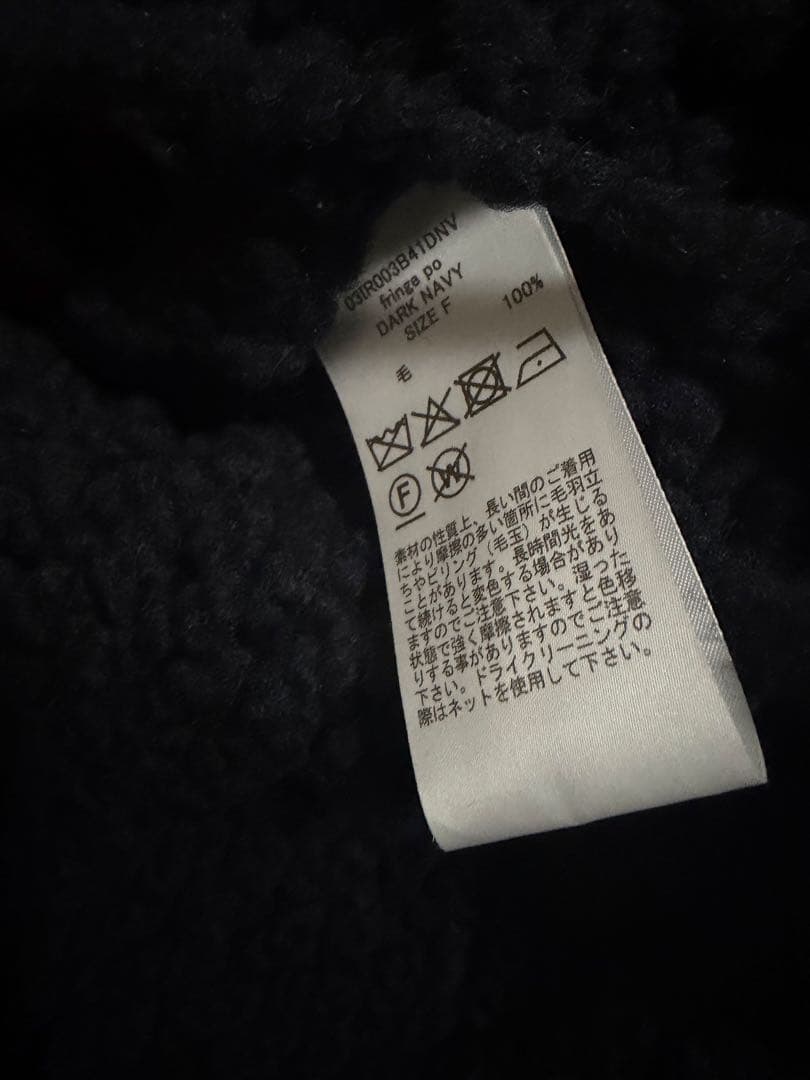 03IR003B41DNV
fringe po
DARK NAVY
SIZE F
毛 100%
F W
素材の性質上、長い間のご着用
により摩擦の多い箇所に毛羽立
ちやピリング（毛玉）が生じる
ことがあります。長時間光をあ
て続けると変色する場合があり
ますのでご注意下さい。湿った
状態で強く摩擦されますと色移
りする事がありますのでご注意
下さい。ドライクリーニングの
際はネットを使用して下さい。